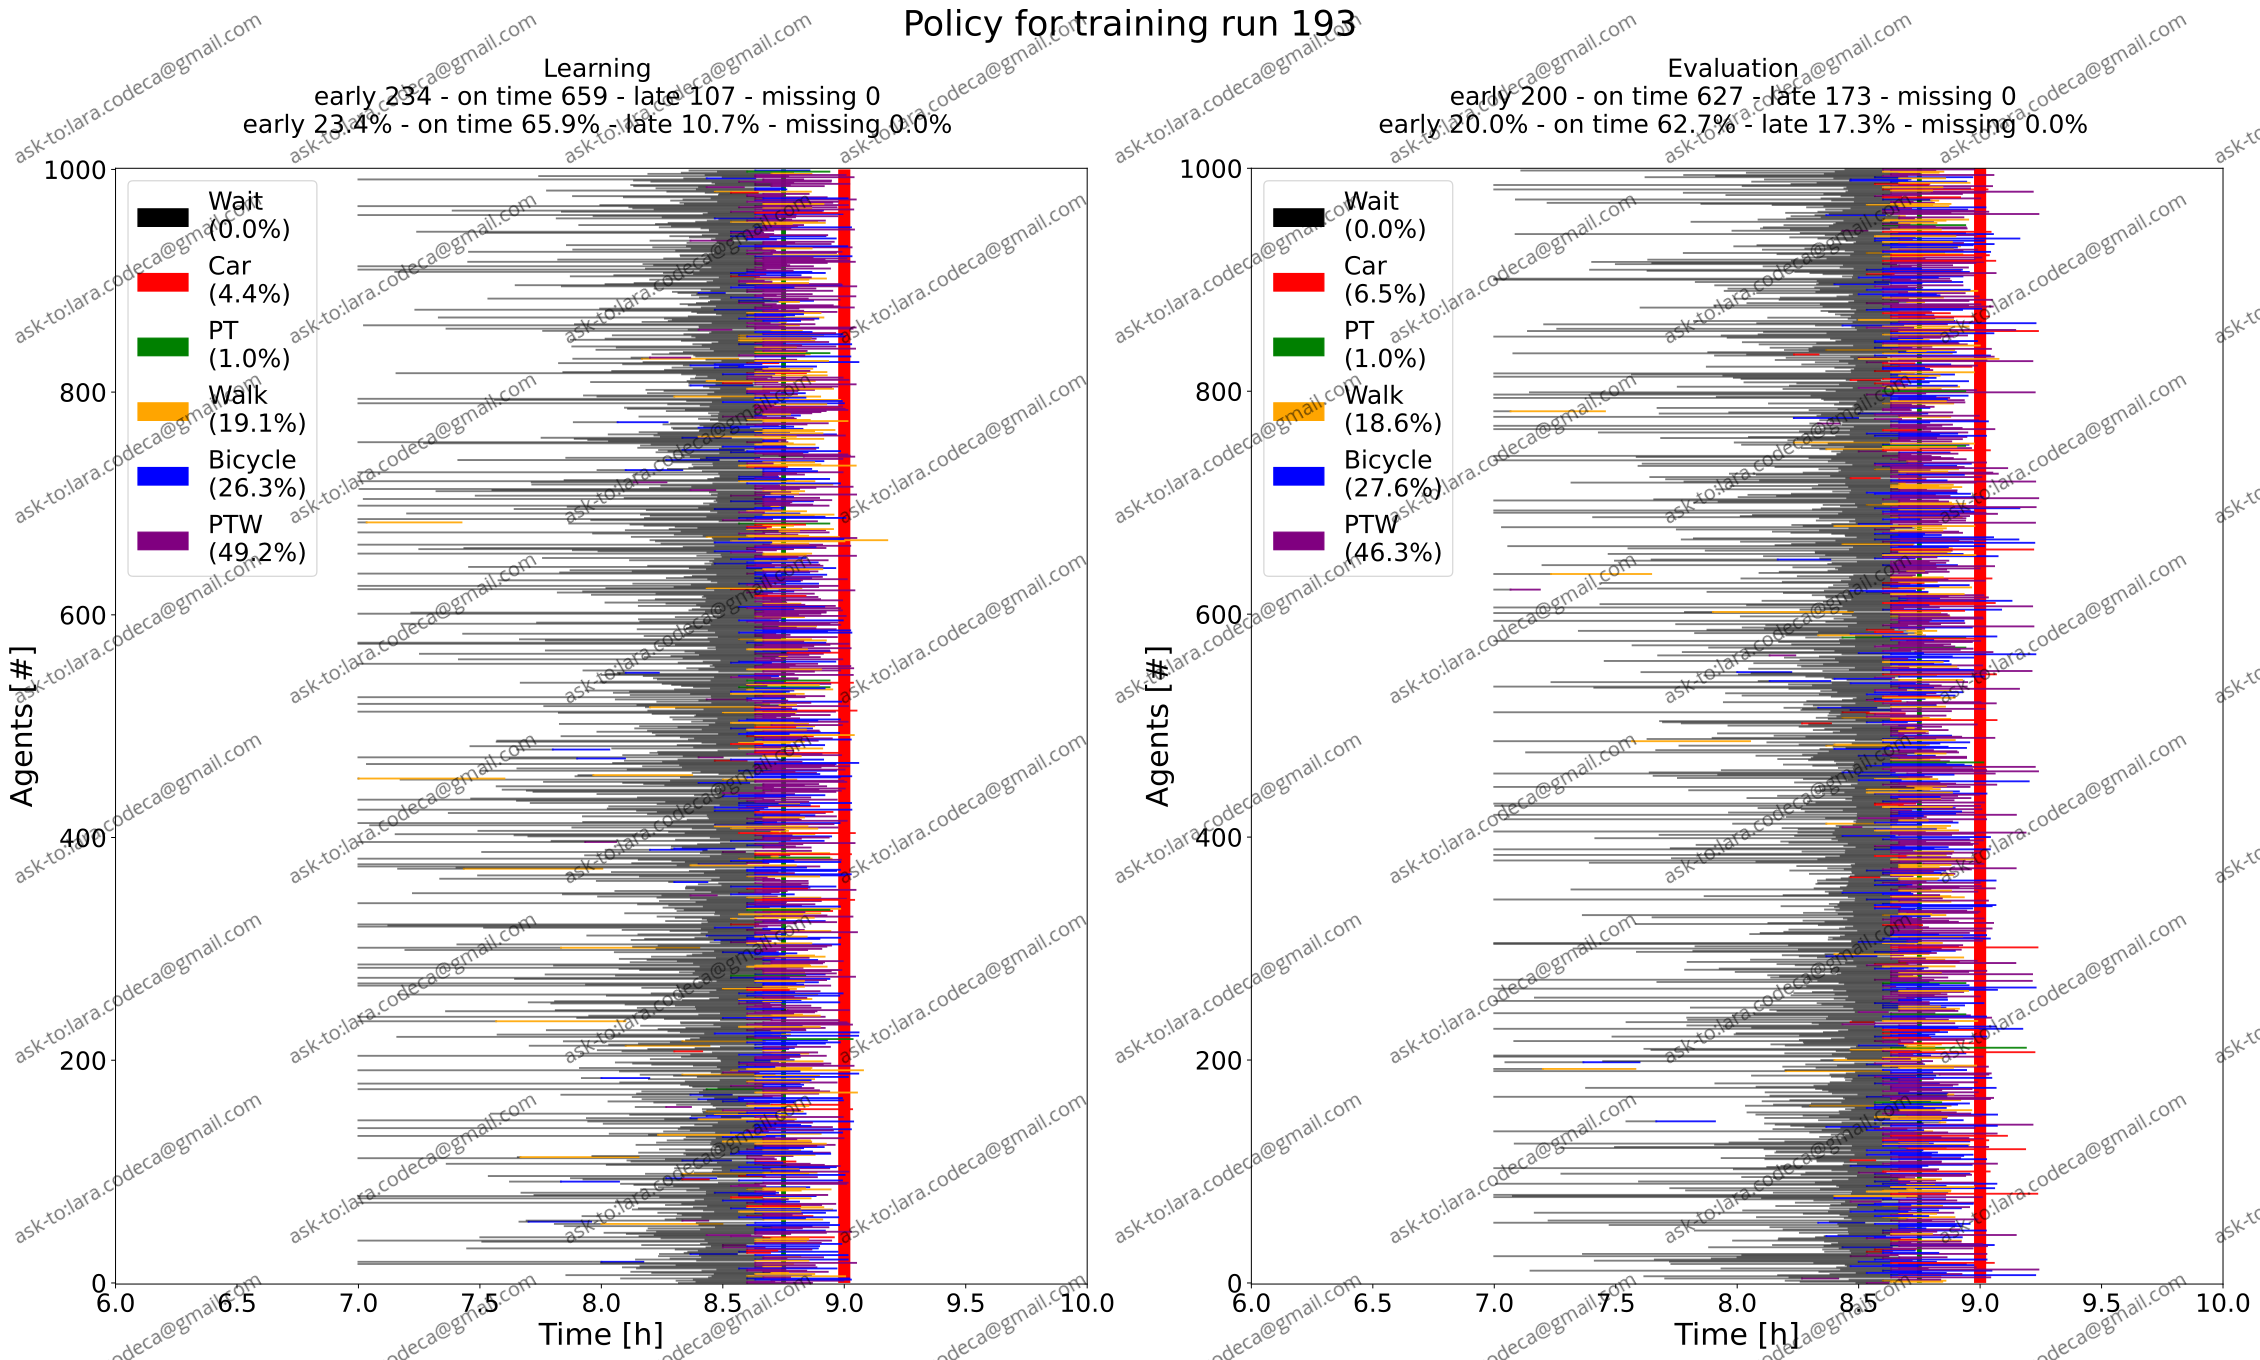 Policy for training run 193
Learning
early 234 - on time 659 - late 107 - missing 0
early 23.4% - on time 65.9% - late 10.7% - missing 0.0%
Agents [#]
1000
800
600
400
200
0
Wait
(0.0%)
Car
(4.4%)
PT
(1.0%)
Walk
(19.1%)
Bicycle
(26.3%)
PTW
(49.2%)
6.0 6.5 7.0 7.5 8.0 8.5 9.0 9.5 10.0
Time [h]
Evaluation
early 200 - on time 627 - late 173 - missing 0
early 20.0% - on time 62.7% - late 17.3% - missing 0.0%
Agents [#]
1000
800
600
400
200
0
Wait
(0.0%)
Car
(6.5%)
PT
(1.0%)
Walk
(18.6%)
Bicycle
(27.6%)
PTW
(46.3%)
6.0 6.5 7.0 7.5 8.0 8.5 9.0 9.5 10.0
Time [h]
ask-to:lara.codeca@gmail.com